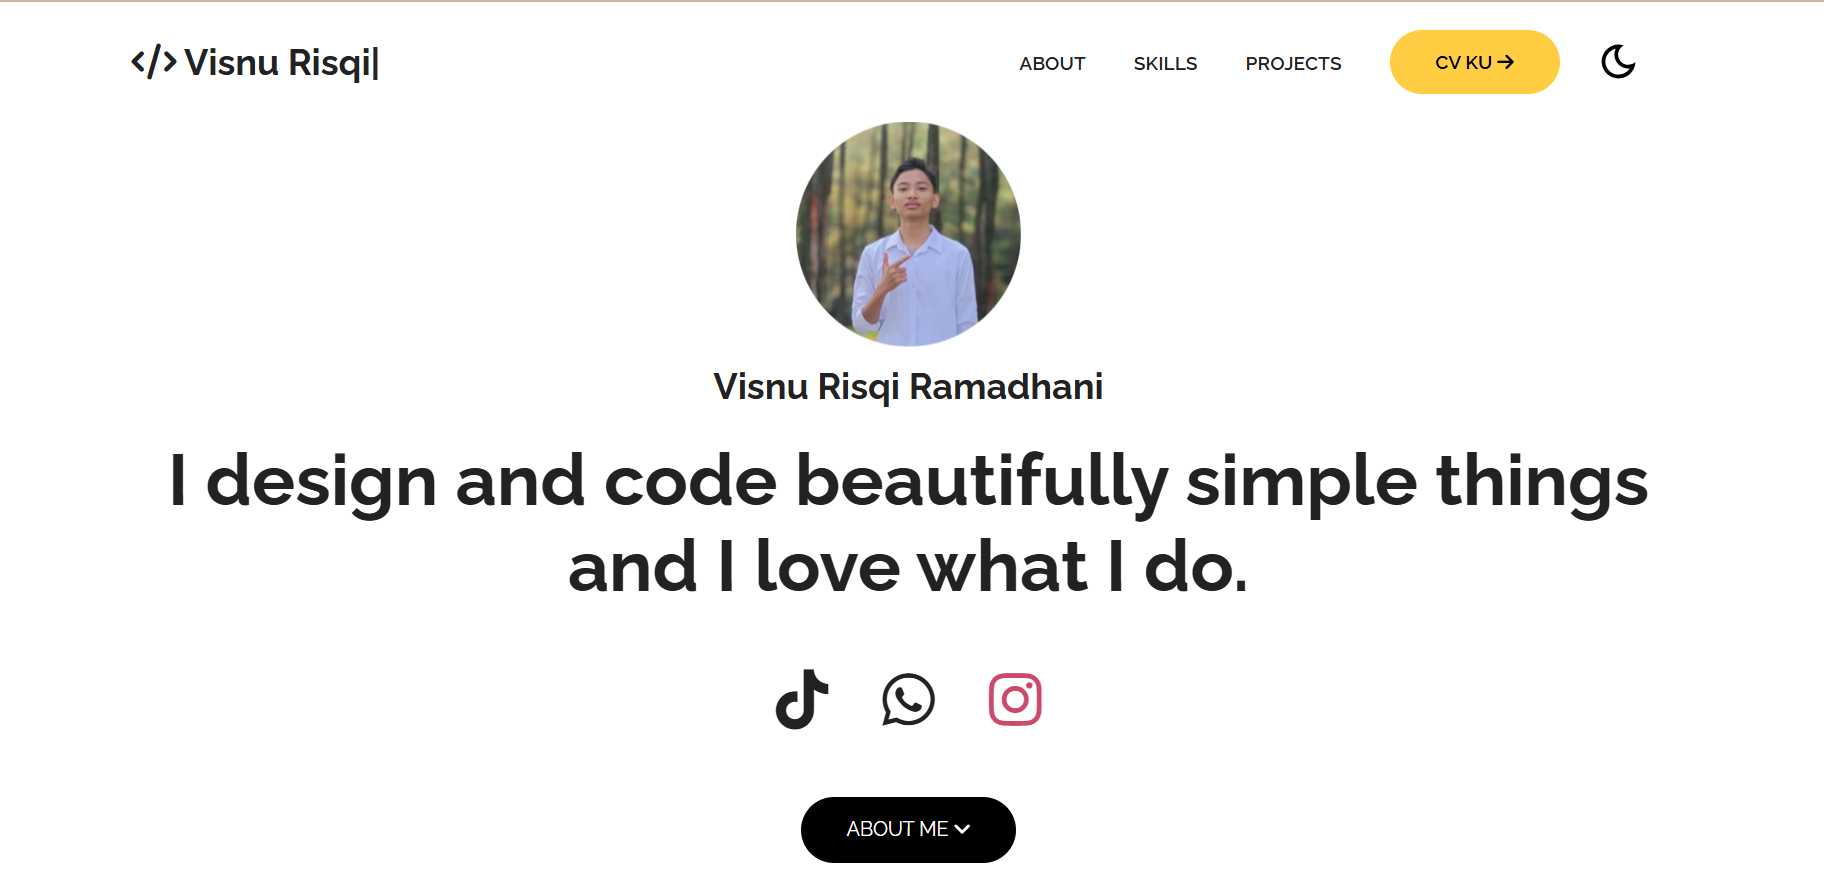 </> Visnu Risqi|
ABOUT
SKILLS
PROJECTS
CV KU →
Visnu Risqi Ramadhani
I design and code beautifully simple things
and I love what I do.
ABOUT ME